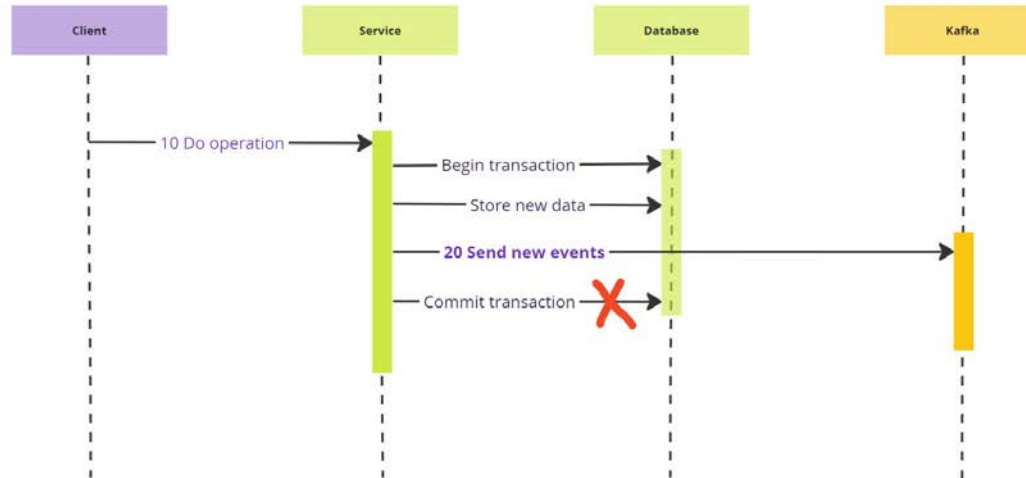 Client
Service
Database
Kafka
10 Do operation
Begin transaction
Store new data
20 Send new events
Commit transaction